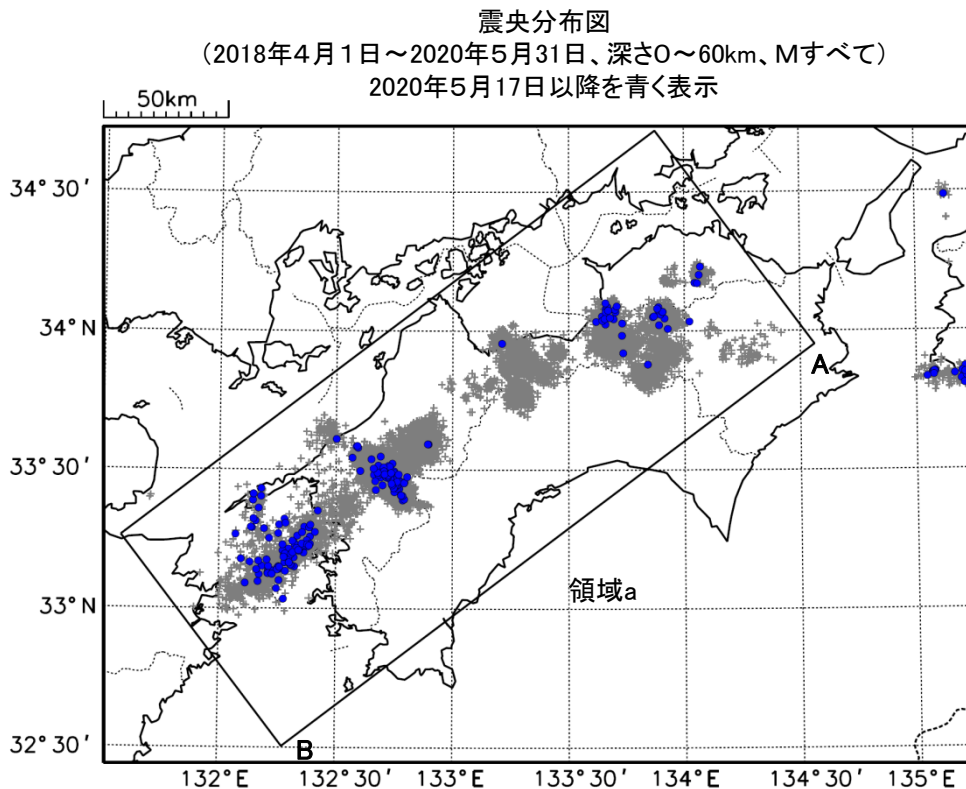 震央分布図
（2018年４月１日～2020年５月31日、深さ０～60km、Mすべて）
2020年５月17日以降を青く表示
50km
34°30′
34°N
33°30′
33°N
32°30′
A
領域a
B
132°E
132°30′
133°E
133°30′
134°E
134°30′
135°E